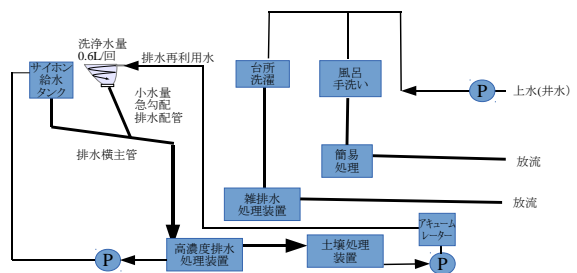 洗浄水量
0.6L/回
排水再利用水
サイホン
給水
タンク
小水量
急勾配
排水配管
排水横主管
台所
洗濯
風呂
手洗い
P
上水(井水)
簡易
処理
放流
雑排水
処理装置
放流
アキューム
レーター
P
高濃度排水
処理装置
土壌処理
装置
P